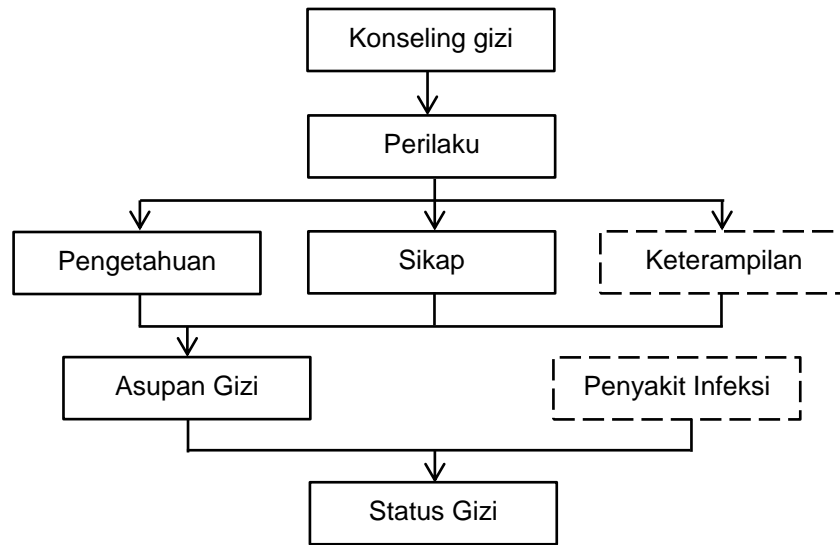 Konseling gizi
Perilaku
Pengetahuan
Sikap
Keterampilan
Asupan Gizi
Penyakit Infeksi
Status Gizi